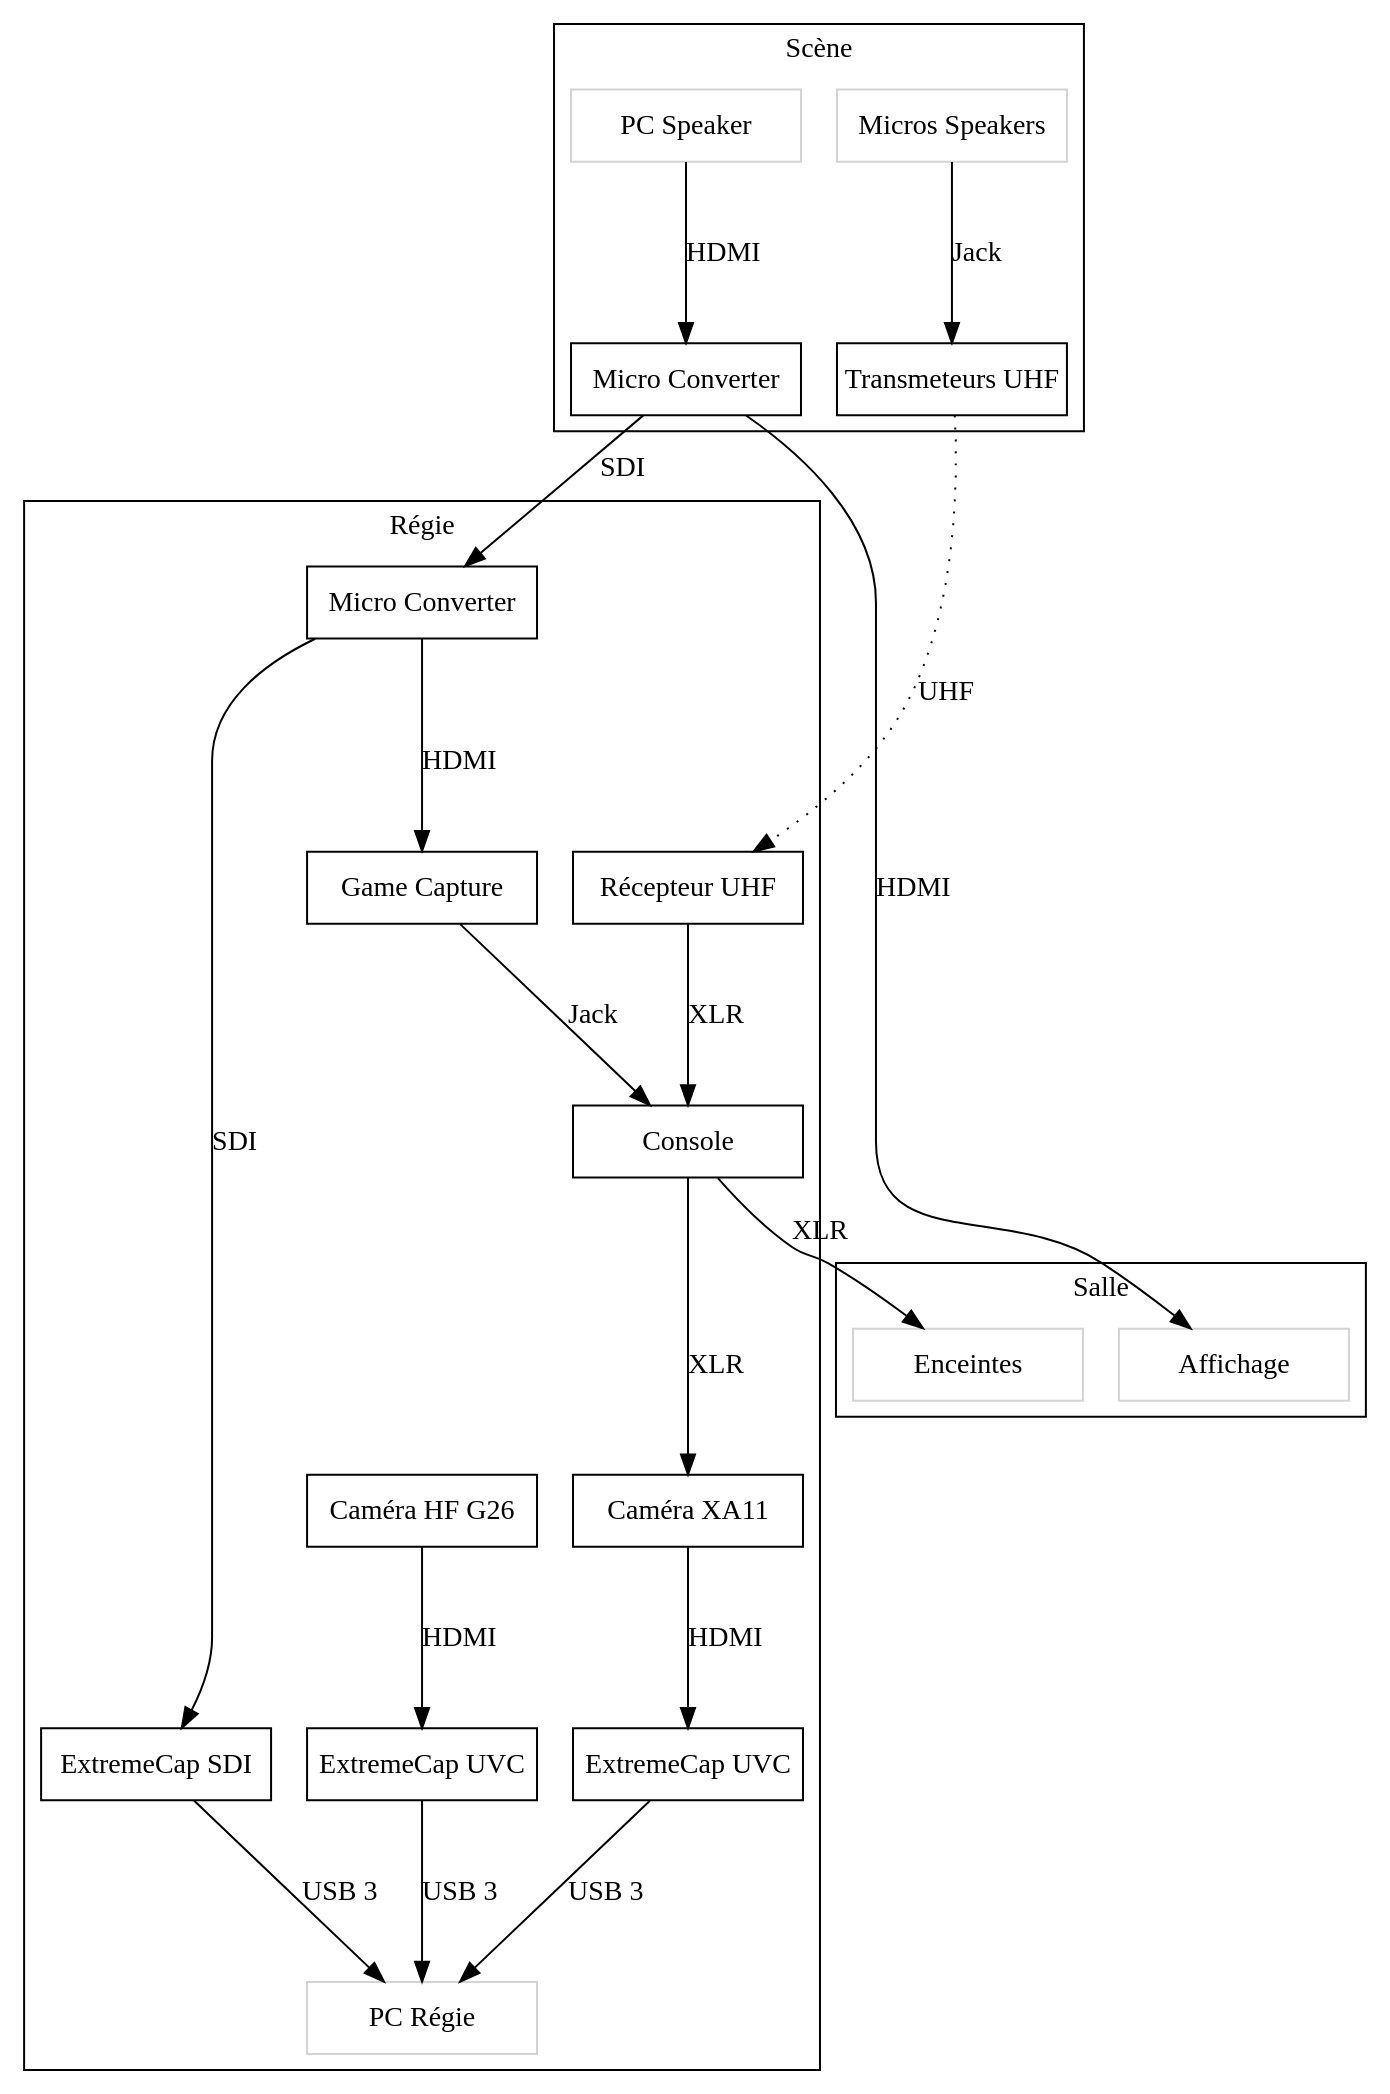 Scène
PC Speaker
Micros Speakers
HDMI
Jack
Micro Converter
Transmeteurs UHF
SDI
Régie
Micro Converter
UHF
HDMI
Game Capture
Récepteur UHF
HDMI
Jack
XLR
Console
SDI
XLR
Salle
Enceintes
Affichage
XLR
Caméra HF G26
Caméra XA11
HDMI
HDMI
ExtremeCap SDI
ExtremeCap UVC
ExtremeCap UVC
USB 3
USB 3
USB 3
PC Régie